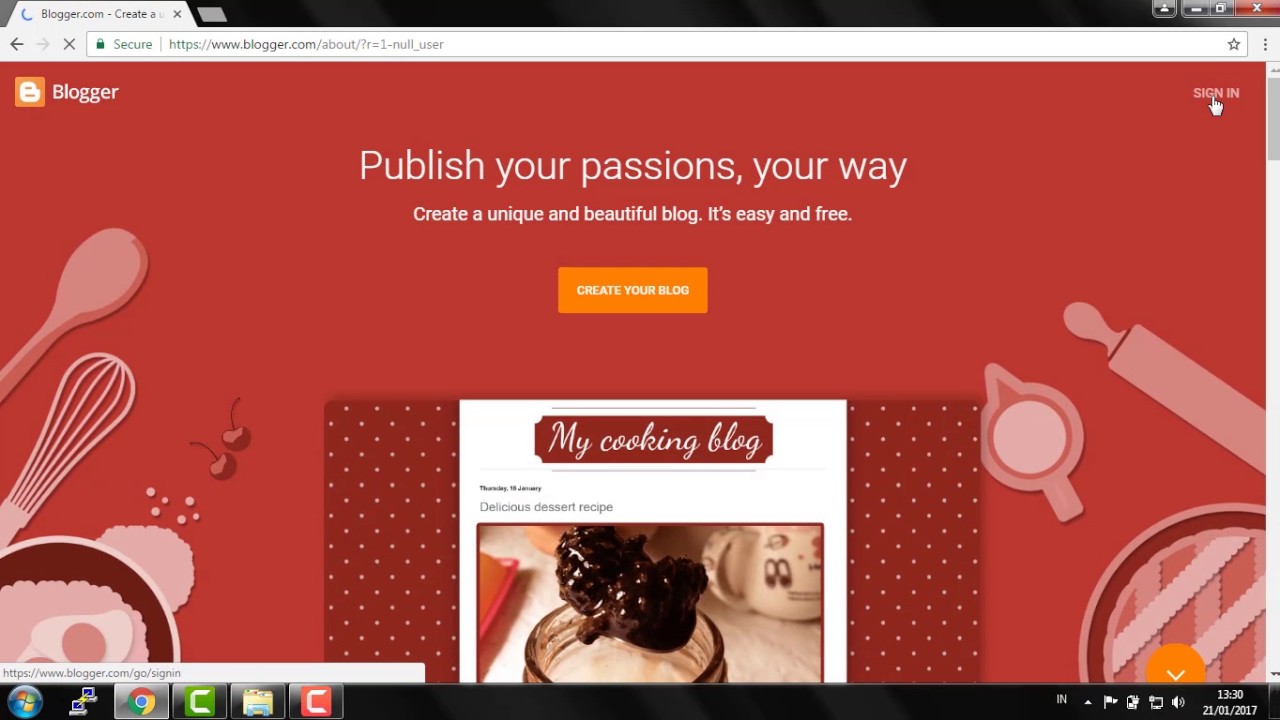 Blogger.com - Create a u
Secure
https://www.blogger.com/about/?r=1-null_user
Blogger
SIGN IN
Publish your passions, your way
Create a unique and beautiful blog. It's easy and free.
CREATE YOUR BLOG
My cooking blog
Thursday, 15 January
Delicious dessert recipe
https://www.blogger.com/go/signin
IN
13:30
21/01/2017